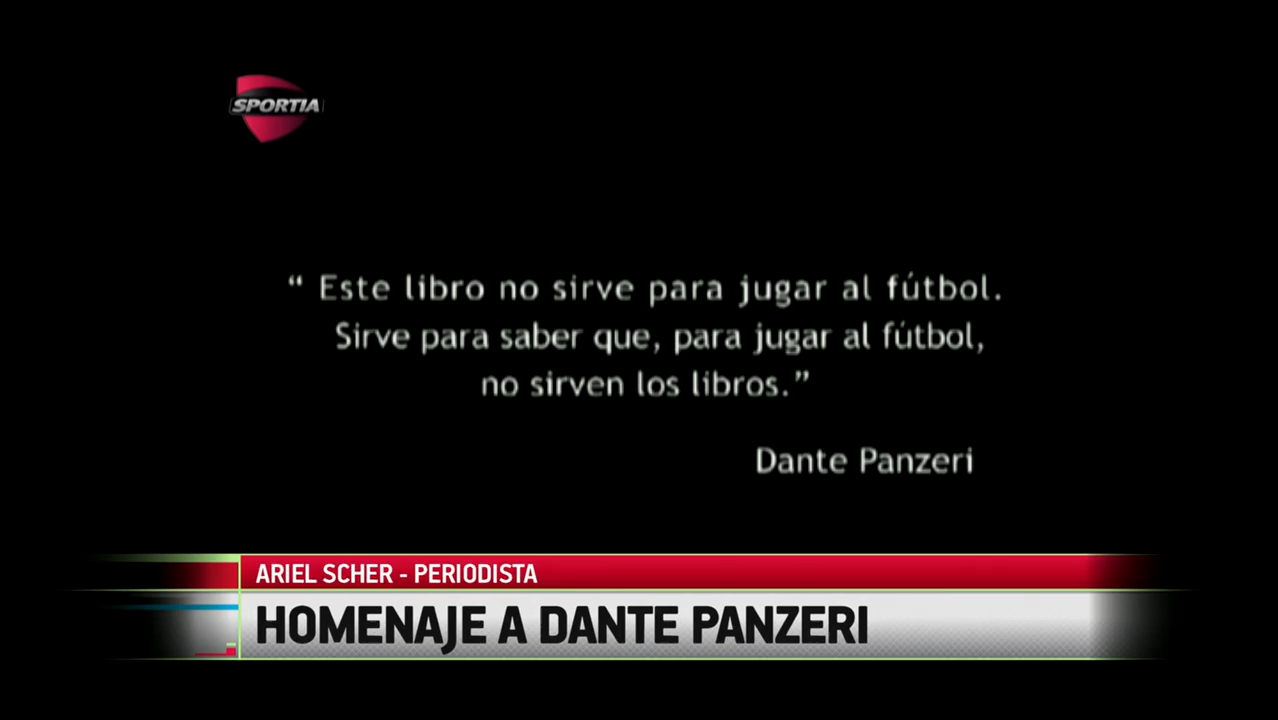 SPORTIA
“ Este libro no sirve para jugar al fútbol.
Sirve para saber que, para jugar al fútbol,
no sirven los libros.”
Dante Panzeri
ARIEL SCHER - PERIODISTA
HOMENAJE A DANTE PANZERI